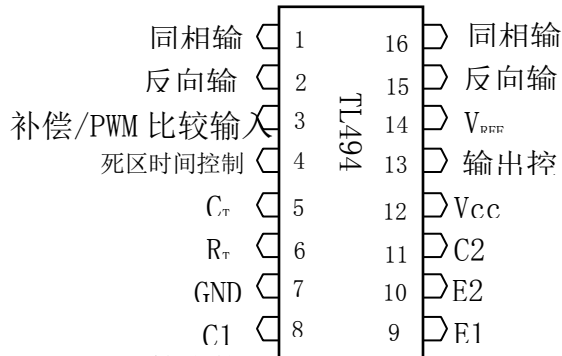 同相输 1 16 同相输
反向输 2 15 反向输
补偿/PWM 比较输入 3 14 VREF
死区时间控制 4 13 输出控
CT 5 12 Vcc
RT 6 11 C2
GND 7 10 E2
C1 8 9 E1
TL494